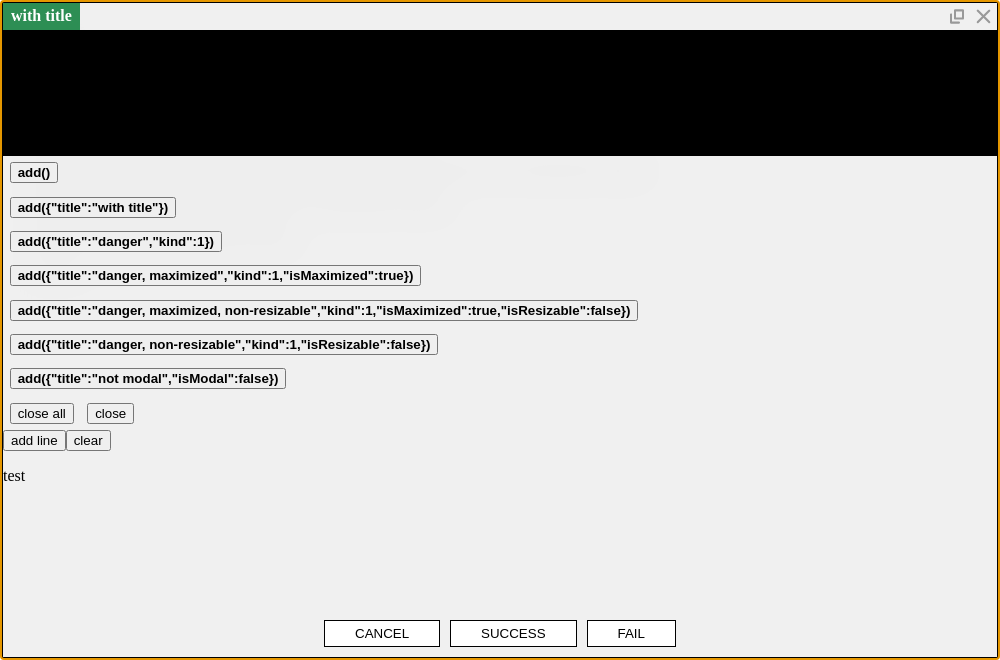 with title
add()
add({"title":"with title"})
add({"title":"danger","kind":1})
add({"title":"danger, maximized","kind":1,"isMaximized":true})
add({"title":"danger, maximized, non-resizable","kind":1,"isMaximized":true,"isResizable":false})
add({"title":"danger, non-resizable","kind":1,"isResizable":false})
add({"title":"not modal","isModal":false})
close all close
add line clear
test
CANCEL SUCCESS FAIL